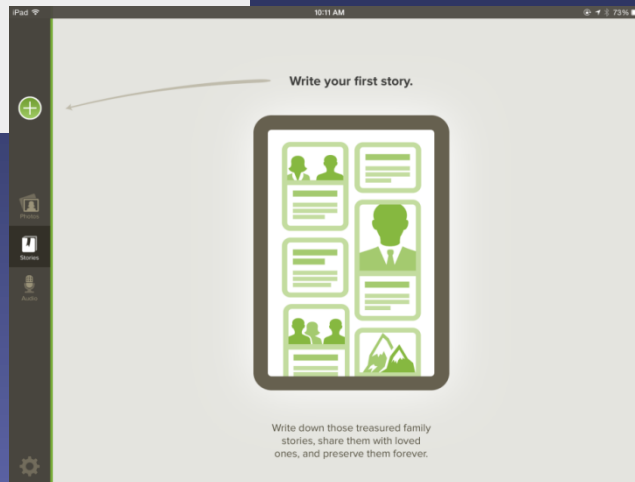 iPad
10:11 AM
73%
Write your first story.
Photos
Stories
Audio
Write down those treasured family
stories, share them with loved
ones, and preserve them forever.